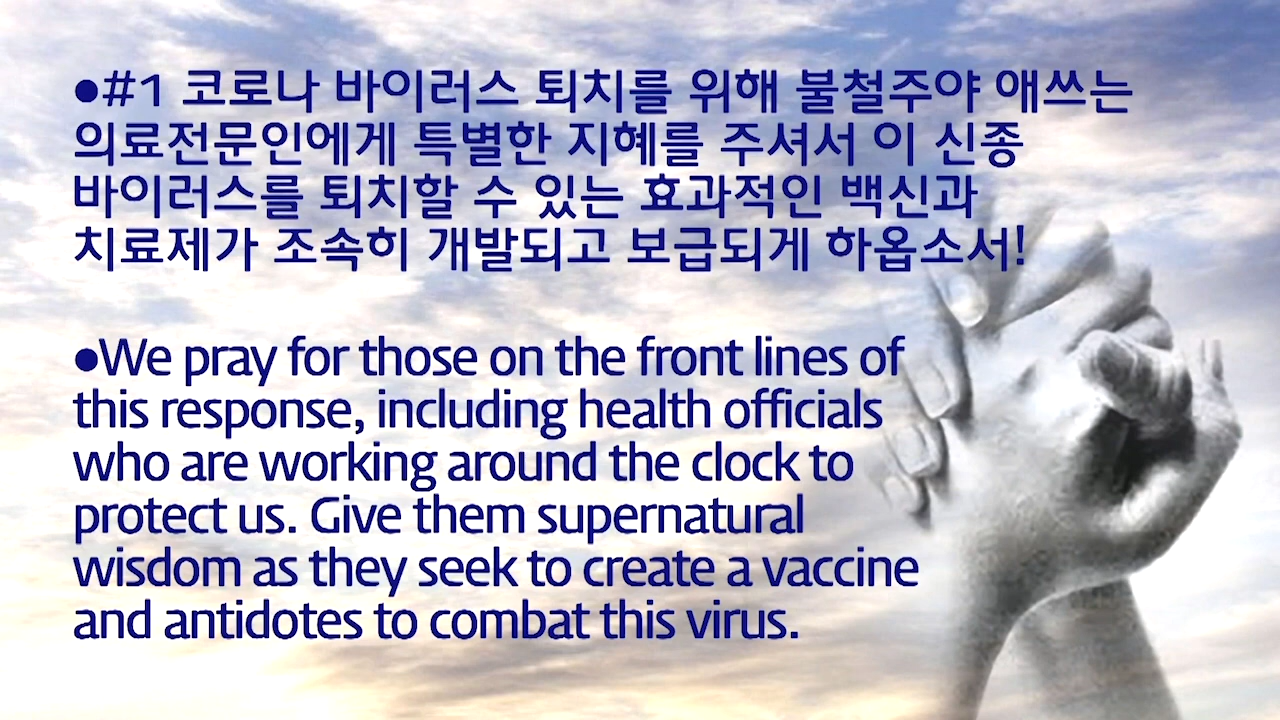 ●#1 코로나 바이러스 퇴치를 위해 불철주야 애쓰는
의료전문인에게 특별한 지혜를 주셔서 이 신종
바이러스를 퇴치할 수 있는 효과적인 백신과
치료제가 조속히 개발되고 보급되게 하옵소서!
●We pray for those on the front lines of
this response, including health officials
who are working around the clock to
protect us. Give them supernatural
wisdom as they seek to create a vaccine
and antidotes to combat this virus.